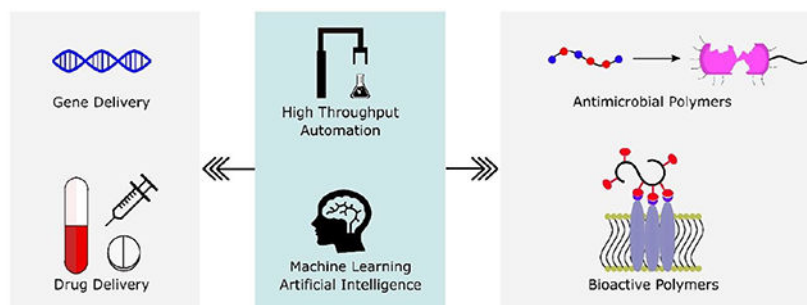 Gene Delivery
Drug Delivery
High Throughput
Automation
Machine Learning
Artificial Intelligence
Antimicrobial Polymers
Bioactive Polymers